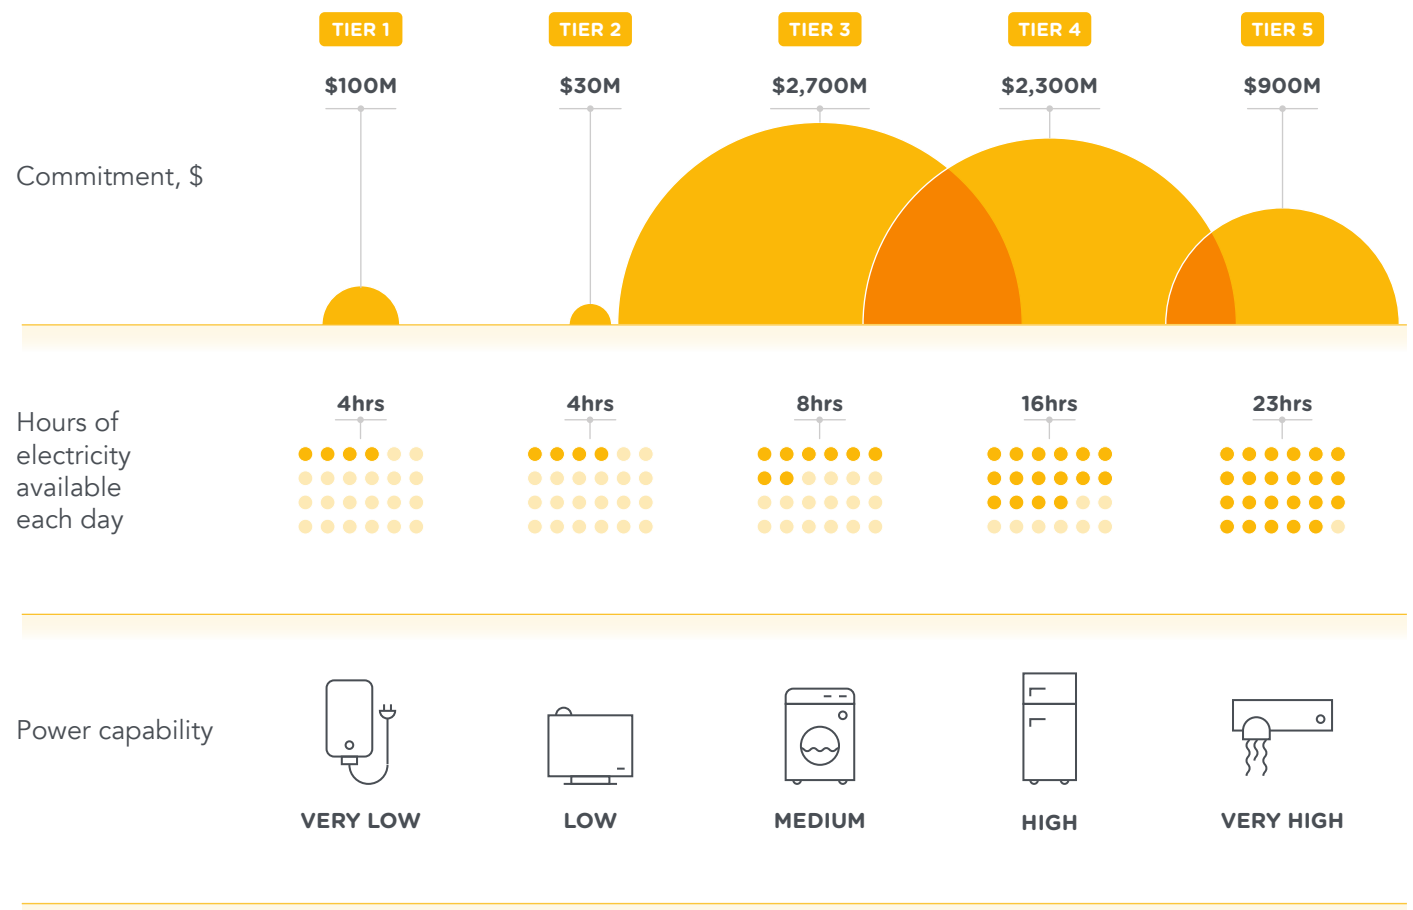 TIER 1 TIER 2 TIER 3 TIER 4 TIER 5
$100M $30M $2,700M $2,300M $900M
Commitment, $
4hrs 4hrs 8hrs 16hrs 23hrs
Hours of
electricity
available
each day
Power capability
VERY LOW LOW MEDIUM HIGH VERY HIGH